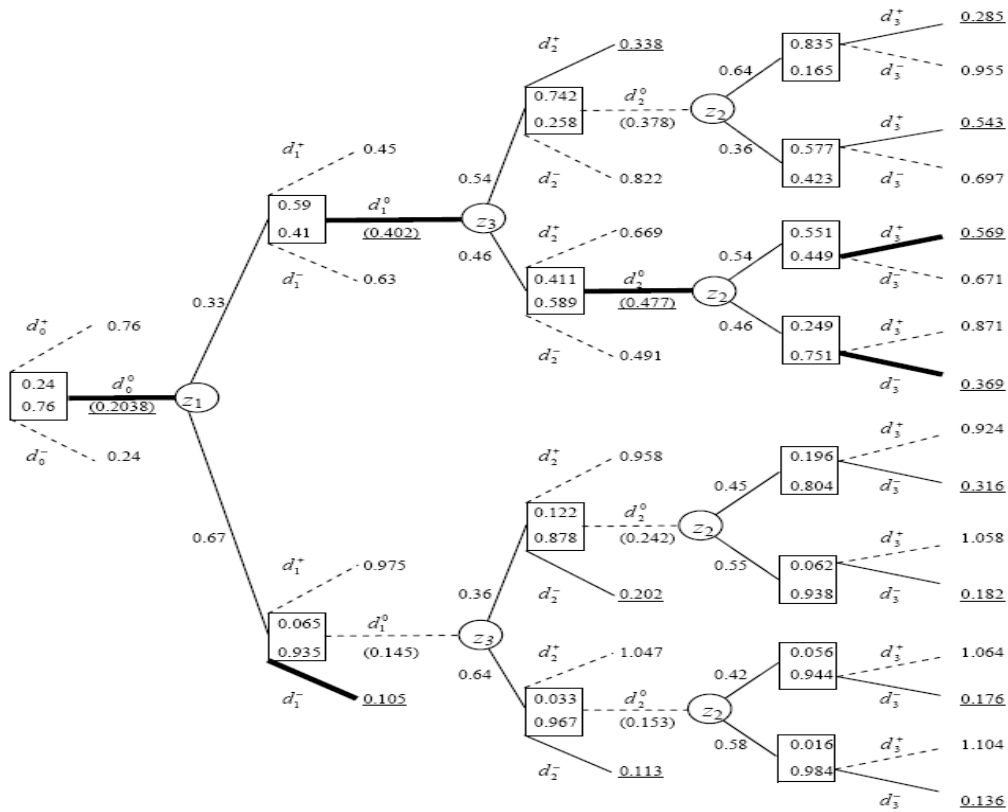 d₃⁺ 0.285
d₂⁺ 0.338
0.835
0.165
0.64
d₃⁻ 0.955
0.742
0.258
d₂⁰
(0.378)
z₂
d₃⁺ 0.543
0.36
0.577
0.423
d₁⁺ 0.45
d₂⁻ 0.822
d₃⁻ 0.697
0.54
0.59
0.41
d₁⁰
(0.402)
z₃
d₂⁺ 0.669
0.551
0.449
d₃⁺ 0.569
0.46
0.54
d₁⁻ 0.63
0.411
0.589
d₂⁰
(0.477)
z₂
d₃⁻ 0.671
0.33
0.46
0.249
0.751
d₃⁺ 0.871
d₀⁺ 0.76
d₂⁻ 0.491
0.24
0.76
d₀⁰
(0.2038)
z₁
d₃⁻ 0.369
d₀⁻ 0.24
d₃⁺ 0.924
d₂⁺ 0.958
0.196
0.804
0.45
d₃⁻ 0.316
0.122
0.878
d₂⁰
(0.242)
z₂
0.67
d₃⁺ 1.058
0.55
0.062
0.938
d₁⁺ 0.975
0.36
d₂⁻ 0.202
d₃⁻ 0.182
0.065
0.935
d₁⁰
(0.145)
z₃
d₂⁺ 1.047
0.056
0.944
d₃⁺ 1.064
0.64
0.42
d₁⁻ 0.105
0.033
0.967
d₂⁰
(0.153)
z₂
d₃⁻ 0.176
0.58
0.016
0.984
d₃⁺ 1.104
d₂⁻ 0.113
d₃⁻ 0.136